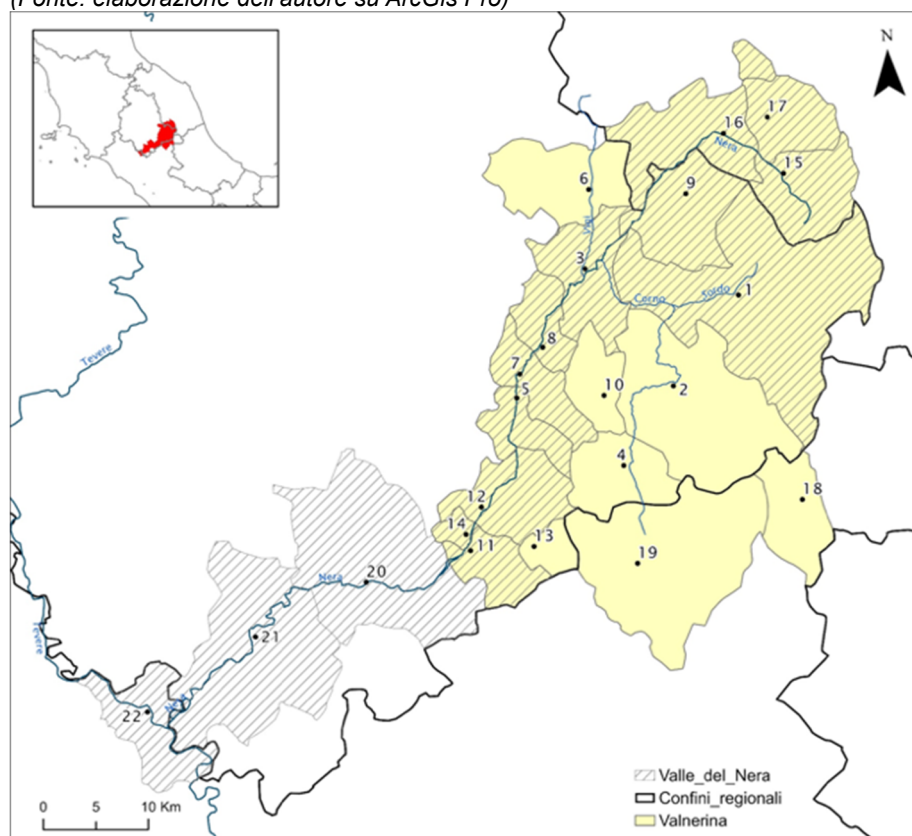 (Fonte: elaborazione dell'autore su ArcGis Pro)
N
17
16
Nera
15
6
9
Vigi
3
Corno
Sordo
1
Tevere
8
7
5
10
2
4
18
12
14
11
13
19
Nera
20
21
Tevere
Nera
22
Valle_del_Nera
Confini_regionali
Valnerina
0 5 10 Km